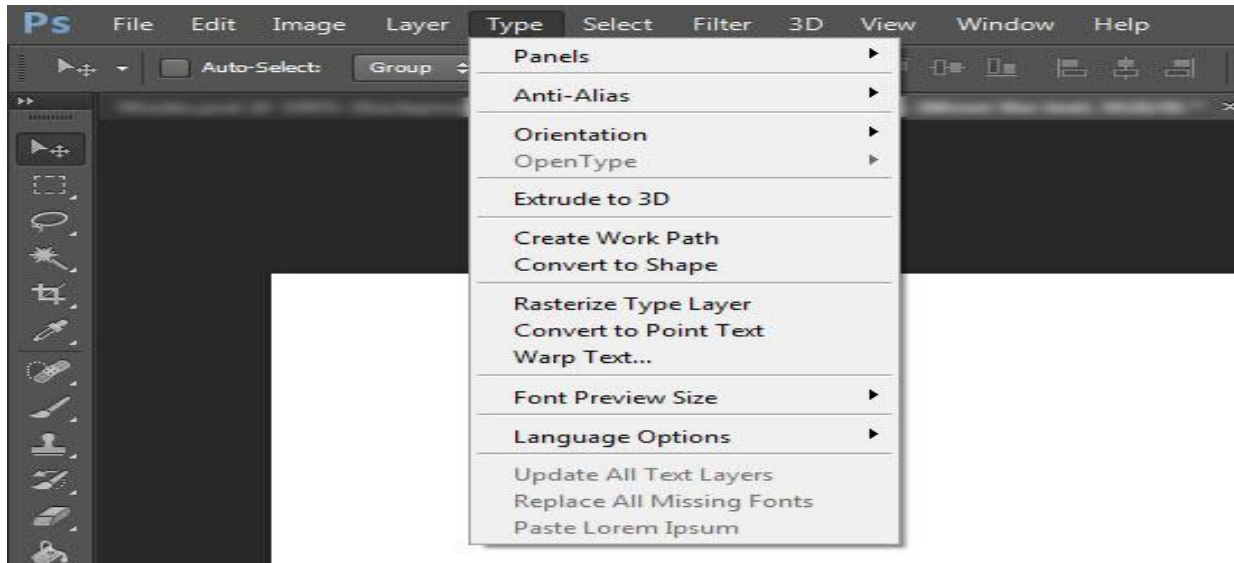 Ps File Edit Image Layer Type Select Filter 3D View Window Help
Auto-Select: Group
Panels
Anti-Alias
Orientation
OpenType
Extrude to 3D
Create Work Path
Convert to Shape
Rasterize Type Layer
Convert to Point Text
Warp Text...
Font Preview Size
Language Options
Update All Text Layers
Replace All Missing Fonts
Paste Lorem Ipsum